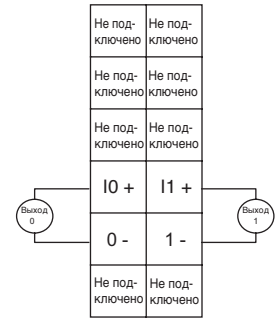 Не под-
ключено
Не под-
ключено
Не под-
ключено
Не под-
ключено
Не под-
ключено
Не под-
ключено
I0 +
I1 +
Выход
0
Выход
1
0 -
1 -
Не под-
ключено
Не под-
ключено